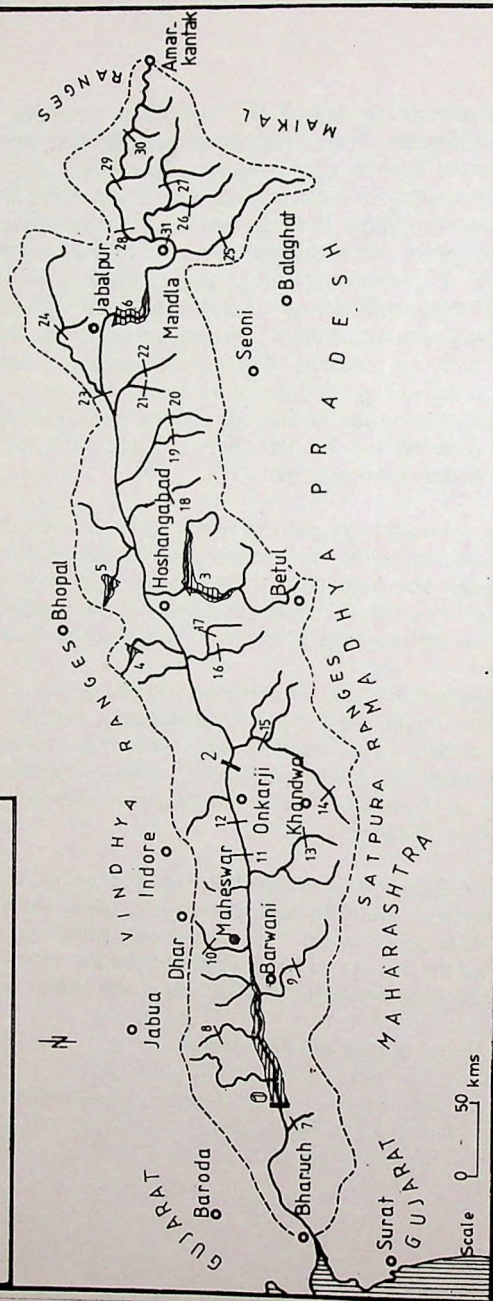 N
VINDHYA RANGES
MAIKAL RANGES
SATPURA RANGES
MADHYA PRADESH
MAHARASHTRA
GUJARAT
GUJARAT
Amar-
kantak
Jabalpur
Mandla
Balaghat
Seoni
Hoshangabad
Bhopal
Betul
Onkarji
Khandwa
Indore
Maheswar
Dhar
Barwani
Jabua
Baroda
Bharuch
Surat
1
2
3
4
5
6
7
8
9
10
11
12
13
14
15
16
17
18
19
20
21
22
23
24
25
26
27
28
29
30
31
Scale 0 50 kms